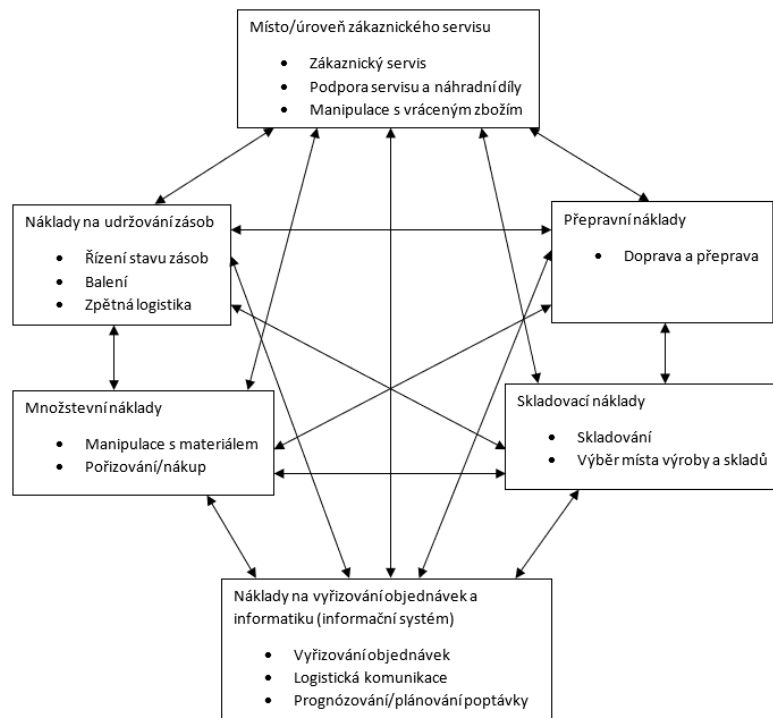 Místo/úroveň zákaznického servisu
• Zákaznický servis
• Podpora servisu a náhradní díly
• Manipulace s vráceným zbožím
Náklady na udržování zásob
• Řízení stavu zásob
• Balení
• Zpětná logistika
Přepravní náklady
• Doprava a přeprava
Množstevní náklady
• Manipulace s materiálem
• Pořizování/nákup
Skladovací náklady
• Skladování
• Výběr místa výroby a skladů
Náklady na vyřizování objednávek a
informatiku (informační systém)
• Vyřizování objednávek
• Logistická komunikace
• Prognózování/plánování poptávky